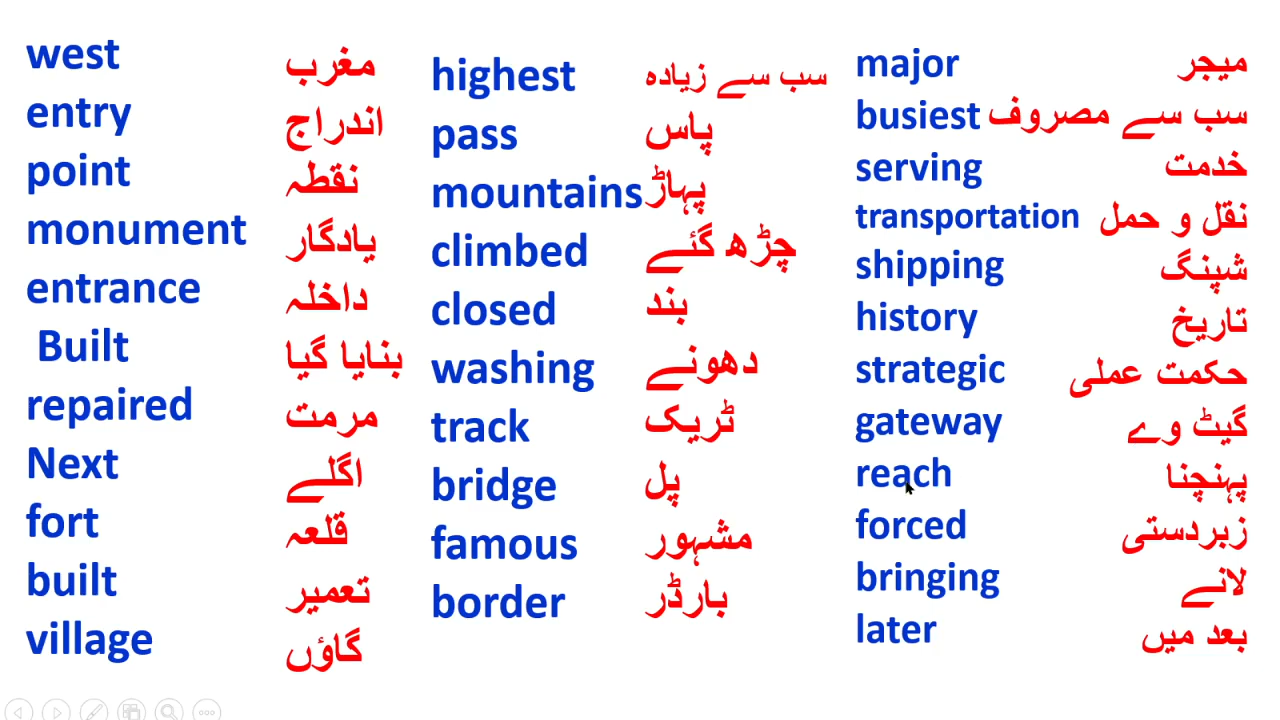 west مغرب
entry اندراج
point نقطہ
monument یادگار
entrance داخلہ
Built بنایا گیا
repaired مرمت
Next اگلے
fort قلعہ
built تعمیر
village گاؤں
highest سب سے زیادہ
pass پاس
mountains پہاڑ
climbed چڑھ گئے
closed بند
washing دھونے
track ٹریک
bridge پل
famous مشہور
border بارڈر
major میجر
busiest سب سے مصروف
serving خدمت
transportation نقل و حمل
shipping شپنگ
history تاریخ
strategic حکمت عملی
gateway گیٹ وے
reach پہنچنا
forced زبردستی
bringing لانے
later بعد میں